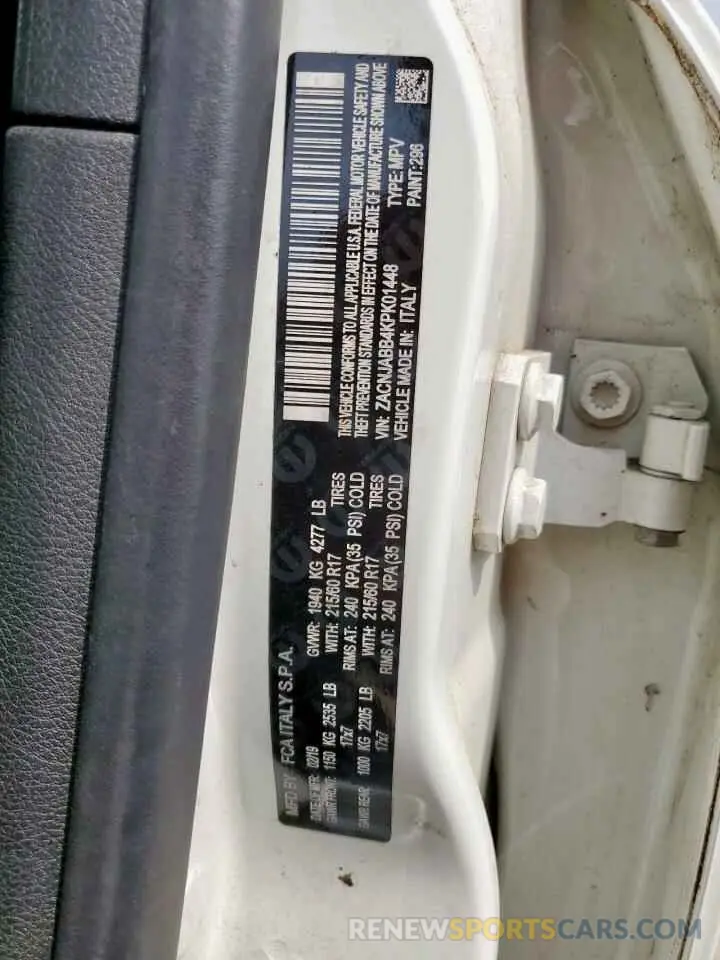 MFD BY: FCA ITALY S.P.A.
DATE OF MFR: 02/19 GVWR: 1940 KG 4277 LB
GAWR FRONT: 1150 KG 2535 LB WITH: 215/60 R17 TIRES
17x7 RIMS AT: 240 KPA(35 PSI) COLD
GAWR REAR: 1000 KG 2205 LB WITH: 215/60 R17 TIRES
17x7 RIMS AT: 240 KPA(35 PSI) COLD
THIS VEHICLE CONFORMS TO ALL APPLICABLE U.S.A. FEDERAL MOTOR VEHICLE SAFETY AND
THEFT PREVENTION STANDARDS IN EFFECT ON THE DATE OF MANUFACTURE SHOWN ABOVE
VIN: ZACNJABB4KPK01448 TYPE: MPV
VEHICLE MADE IN: ITALY PAINT: 296
RENEWSPORTSCARS.COM